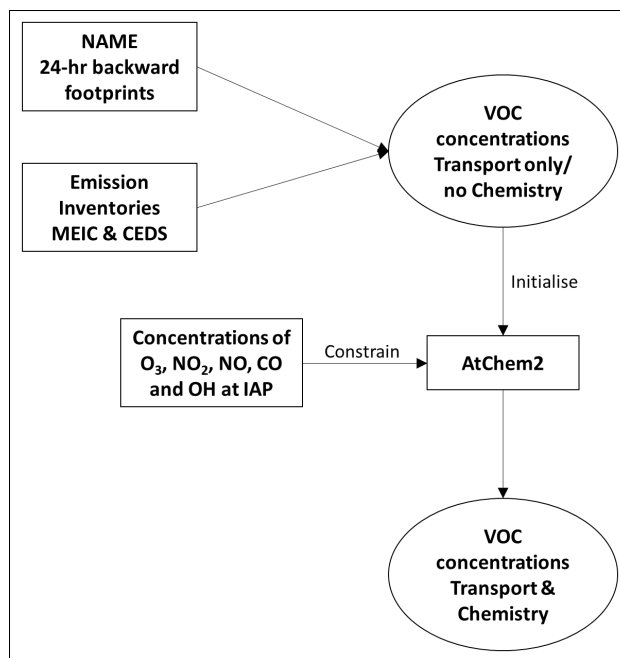 NAME
24-hr backward
footprints
VOC
concentrations
Transport only/
no Chemistry
Emission
Inventories
MEIC & CEDS
Initialise
Concentrations of
O₃, NO₂, NO, CO
and OH at IAP
Constrain
AtChem2
VOC
concentrations
Transport &
Chemistry